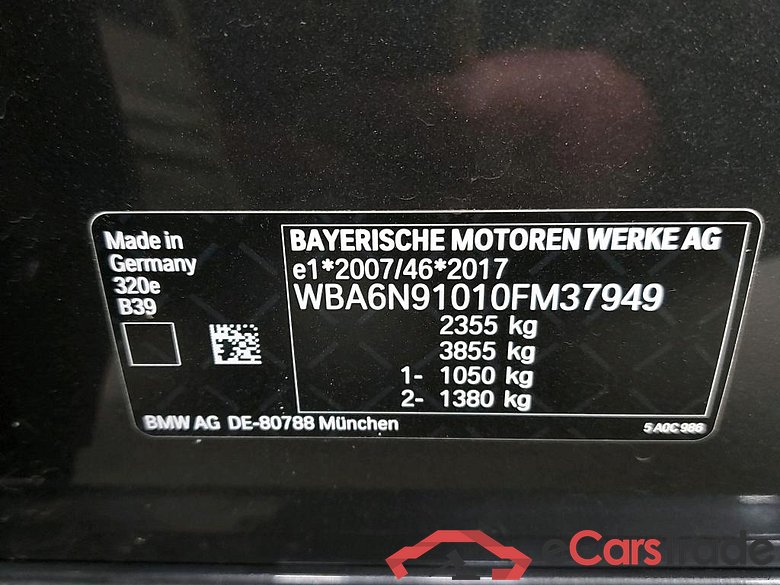 Made in
Germany
320e
B39
BAYERISCHE MOTOREN WERKE AG
e1*2007/46*2017
WBA6N91010FM37949
2355 kg
3855 kg
1- 1050 kg
2- 1380 kg
BMW AG DE-80788 München
5 A0C 986
eCarstrade